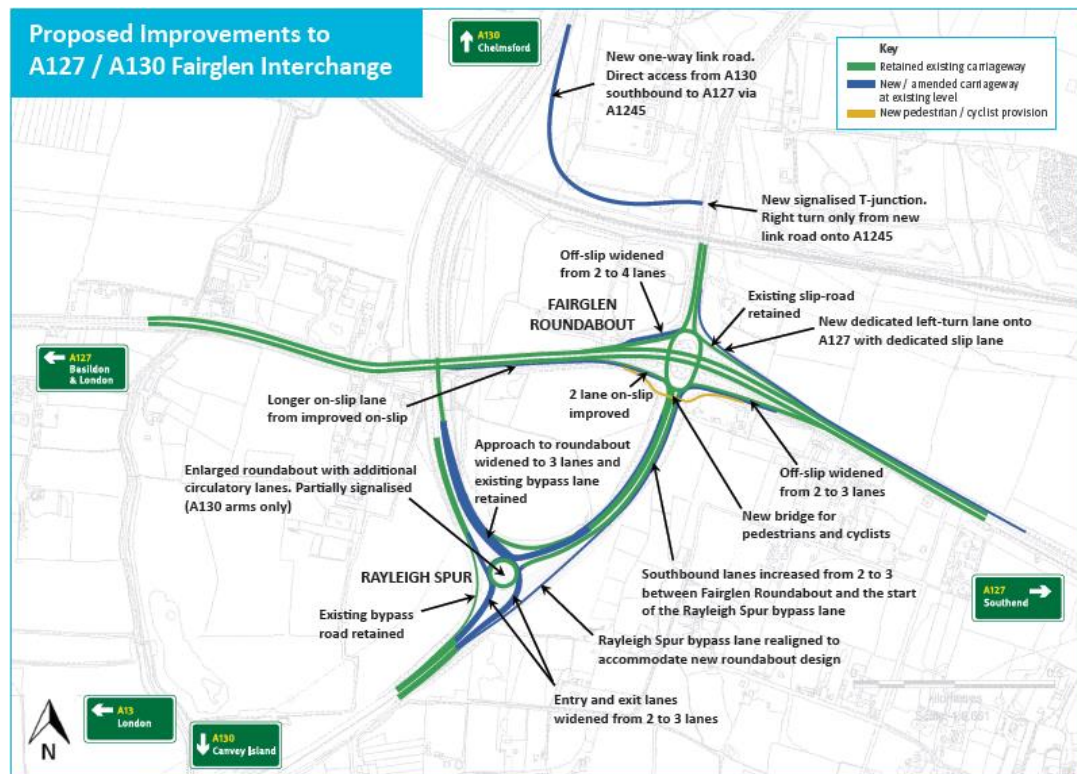 Proposed Improvements to
A127 / A130 Fairglen Interchange
A130
Chelmsford
New one-way link road.
Direct access from A130
southbound to A127 via
A1245
Key
Retained existing carriageway
New / amended carriageway
at existing level
New pedestrian / cyclist provision
New signalised T-junction.
Right turn only from new
link road onto A1245
Off-slip widened
from 2 to 4 lanes
FAIRGLEN
ROUNDABOUT
Existing slip-road
retained
New dedicated left-turn lane onto
A127 with dedicated slip lane
A127
Basildon
& London
Longer on-slip lane
from improved on-slip
2 lane on-slip
improved
Approach to roundabout
widened to 3 lanes and
existing bypass lane
retained
Enlarged roundabout with additional
circulatory lanes. Partially signalised
(A130 arms only)
Off-slip widened
from 2 to 3 lanes
New bridge for
pedestrians and cyclists
RAYLEIGH SPUR
Southbound lanes increased from 2 to 3
between Fairglen Roundabout and the start
of the Rayleigh Spur bypass lane
A127
Southend
Existing bypass
road retained
Rayleigh Spur bypass lane realigned to
accommodate new roundabout design
Entry and exit lanes
widened from 2 to 3 lanes
A13
London
A130
Canvey Island
N